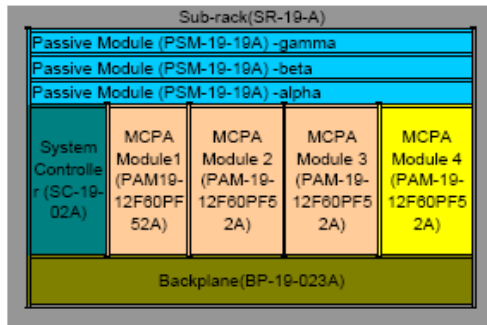 Sub-rack(SR-19-A)
Passive Module (PSM-19-19A) -gamma
Passive Module (PSM-19-19A) -beta
Passive Module (PSM-19-19A) -alpha
System
Controlle
r (SC-19-
02A)
MCPA
Module1
(PAM19-
12F60PF
52A)
MCPA
Module 2
(PAM-19-
12F60PF5
2A)
MCPA
Module 3
(PAM-19-
12F60PF5
2A)
MCPA
Module 4
(PAM-19-
12F60PF5
2A)
Backplane(BP-19-023A)